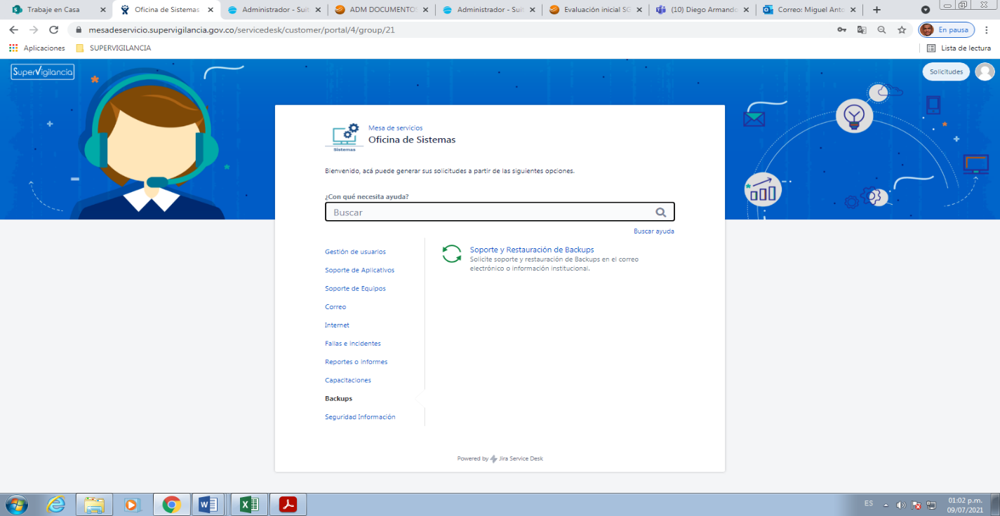 Trabaje en Casa
Oficina de Sistemas
Administrador - Suit
ADM DOCUMENTOS
Administrador - Suit
Evaluación inicial SG
(10) Diego Armando
Correo: Miguel Anto
mesadeservicio.supervigilancia.gov.co/servicedesk/customer/portal/4/group/21
En pausa
Aplicaciones
SUPERVIGILANCIA
Lista de lectura
SuperVigilancia
Solicitudes
Mesa de servicios
Oficina de Sistemas
Sistemas
Bienvenido, acá puede generar sus solicitudes a partir de las siguientes opciones.
¿Con qué necesita ayuda?
Buscar
Buscar ayuda
Gestión de usuarios
Soporte de Aplicativos
Soporte de Equipos
Correo
Internet
Fallas e incidentes
Reportes o informes
Capacitaciones
Backups
Seguridad Información
Soporte y Restauración de Backups
Solicite soporte y restauración de Backups en el correo
electrónico o información institucional.
Powered by Jira Service Desk
ES
01:02 p.m.
09/07/2021